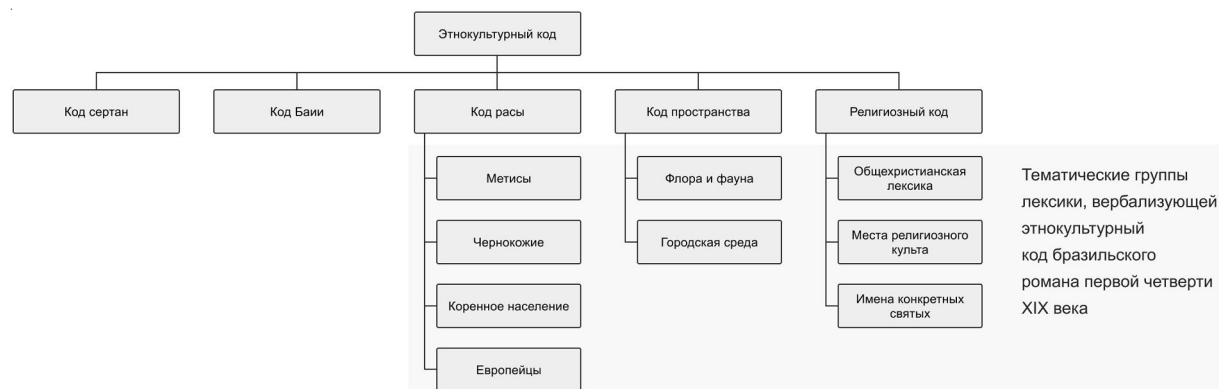 Этнокультурный код
Код сертан
Код Баии
Код расы
Код пространства
Религиозный код
Метисы
Чернокожие
Коренное население
Европейцы
Флора и фауна
Городская среда
Общехристианская
лексика
Места религиозного
культа
Имена конкретных
святых
Тематические группы
лексики, вербализующей
этнокультурный
код бразильского
романа первой четверти
XIX века